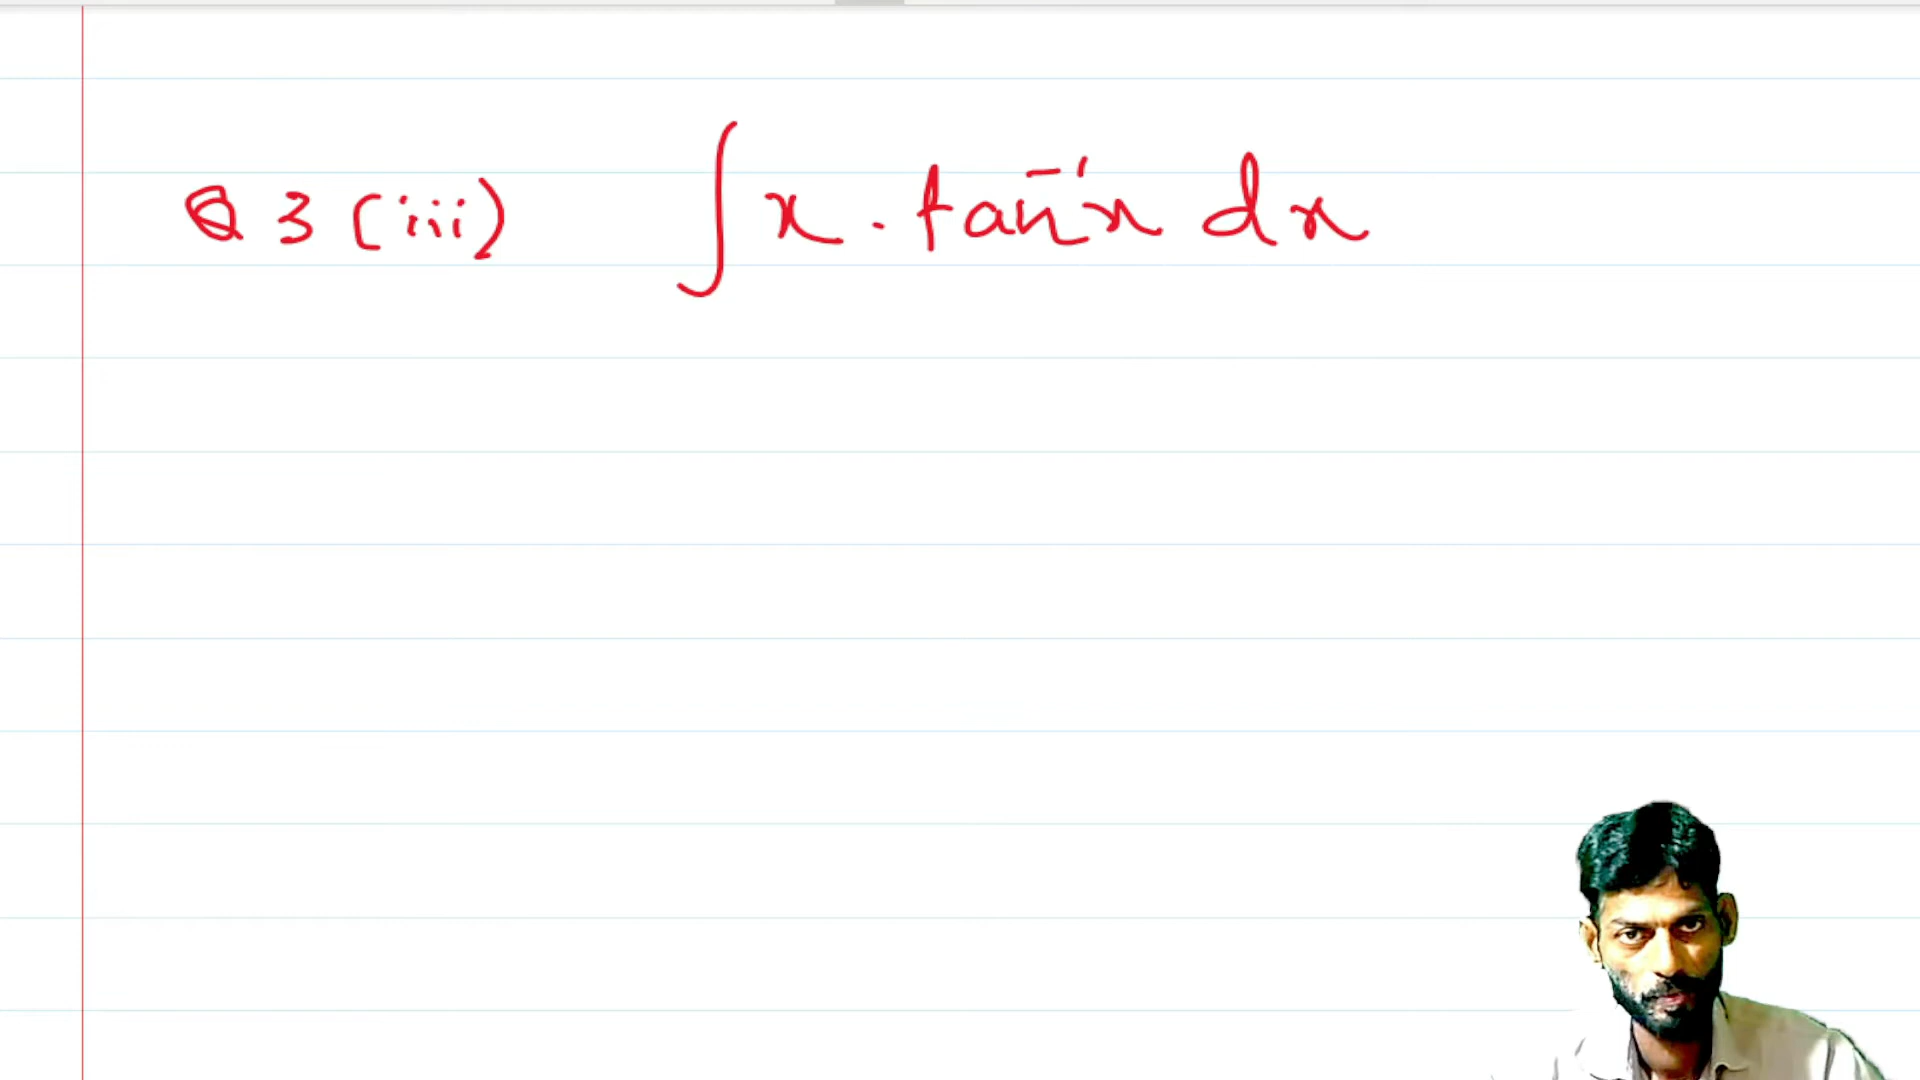 Q 3 (iii) ∫ x . tan⁻¹x dx